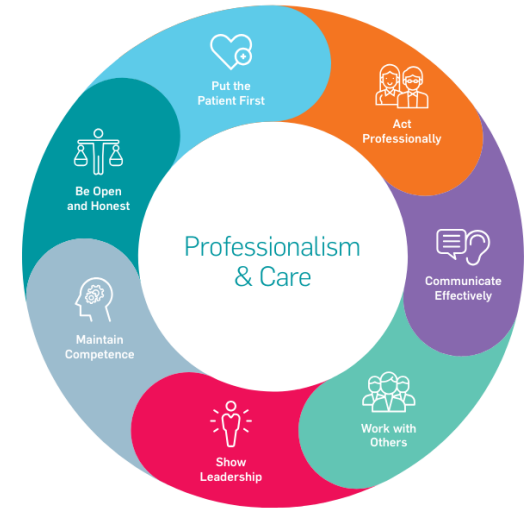 Put the
Patient First
Act
Professionally
Communicate
Effectively
Work with
Others
Show
Leadership
Maintain
Competence
Be Open
and Honest
Professionalism
& Care